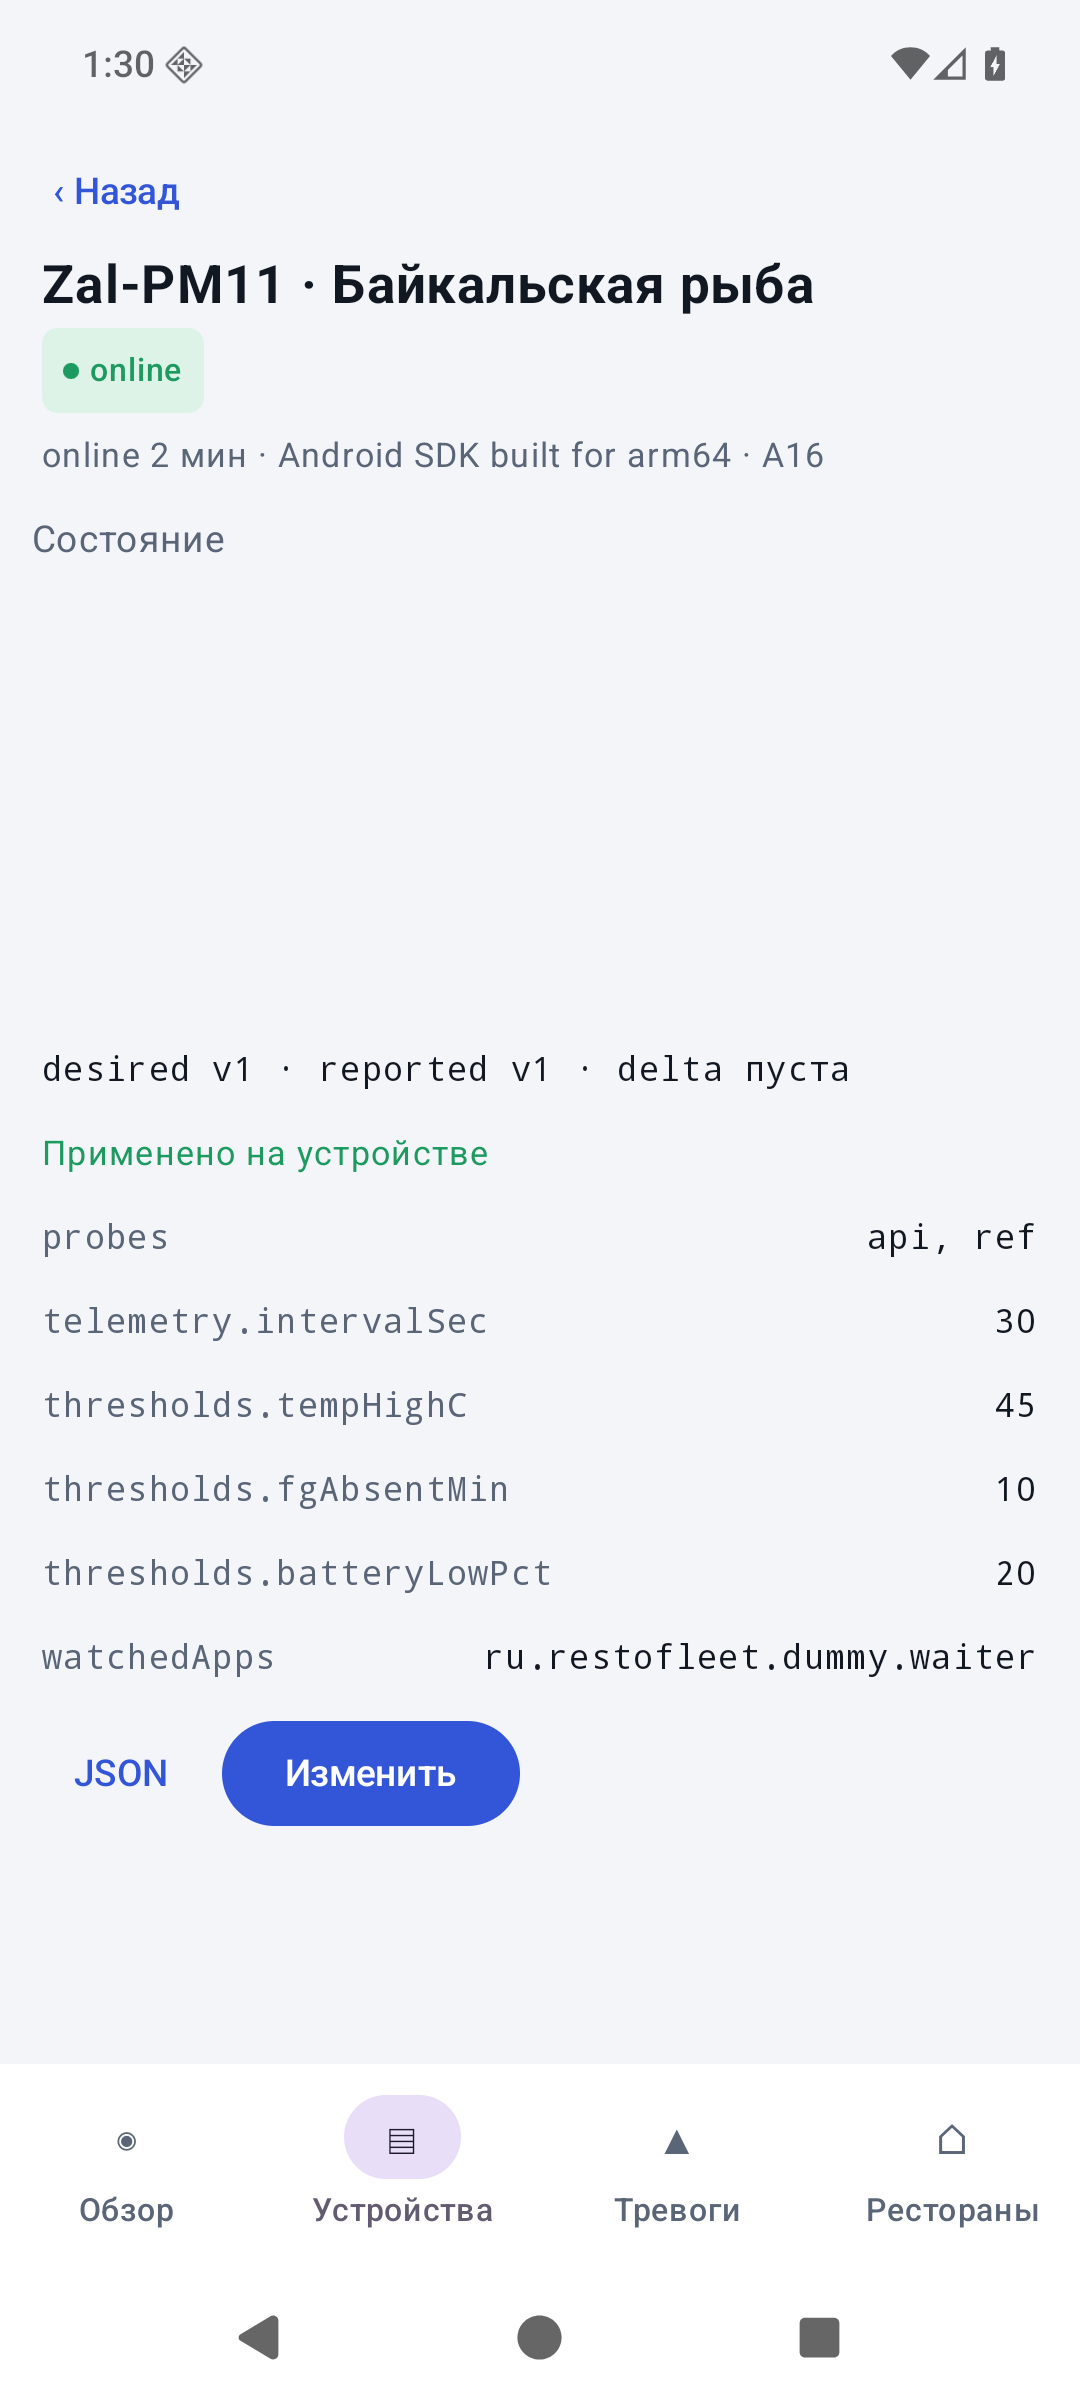 1:30
‹ Назад
Zal-PM11 · Байкальская рыба
online
online 2 мин · Android SDK built for arm64 · A16
Состояние
desired v1 · reported v1 · delta пуста
Применено на устройстве
probes api, ref
telemetry.intervalSec 30
thresholds.tempHighC 45
thresholds.fgAbsentMin 10
thresholds.batteryLowPct 20
watchedApps ru.restofleet.dummy.waiter
JSON Изменить
Обзор Устройства Тревоги Рестораны